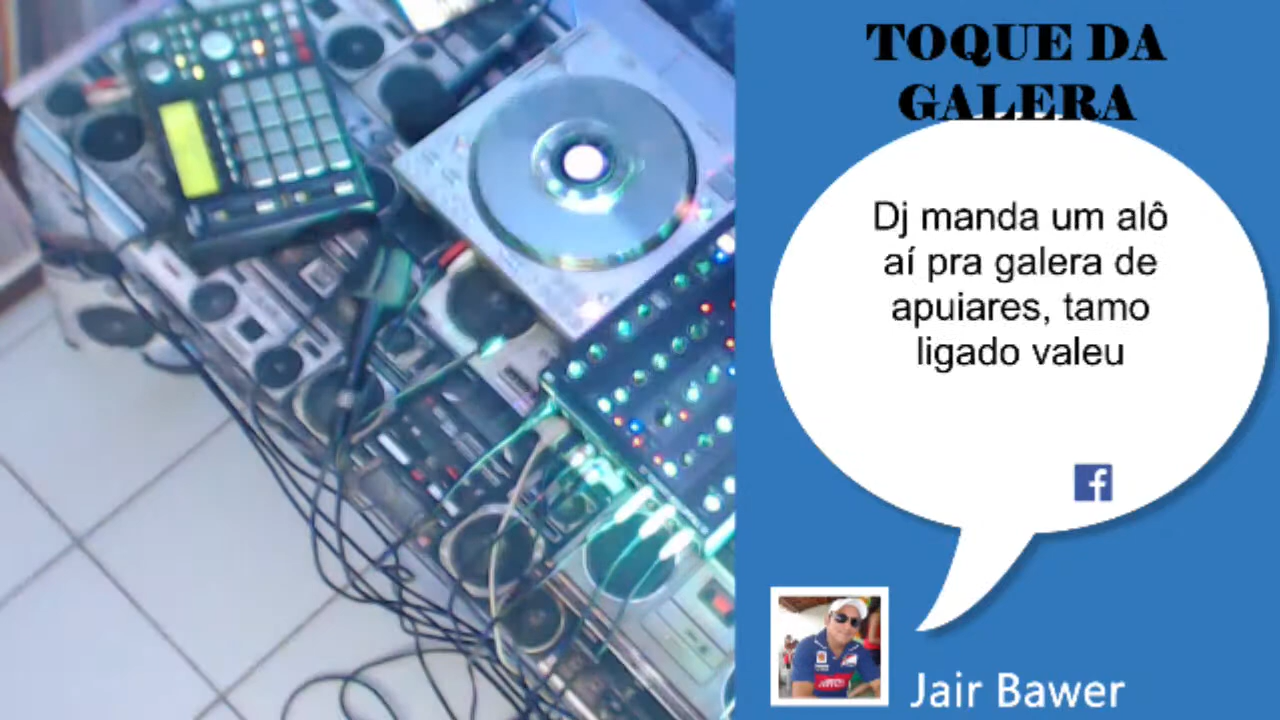 TOQUE DA
GALERA
Dj manda um alô
aí pra galera de
apuiares, tamo
ligado valeu
f
Jair Bawer